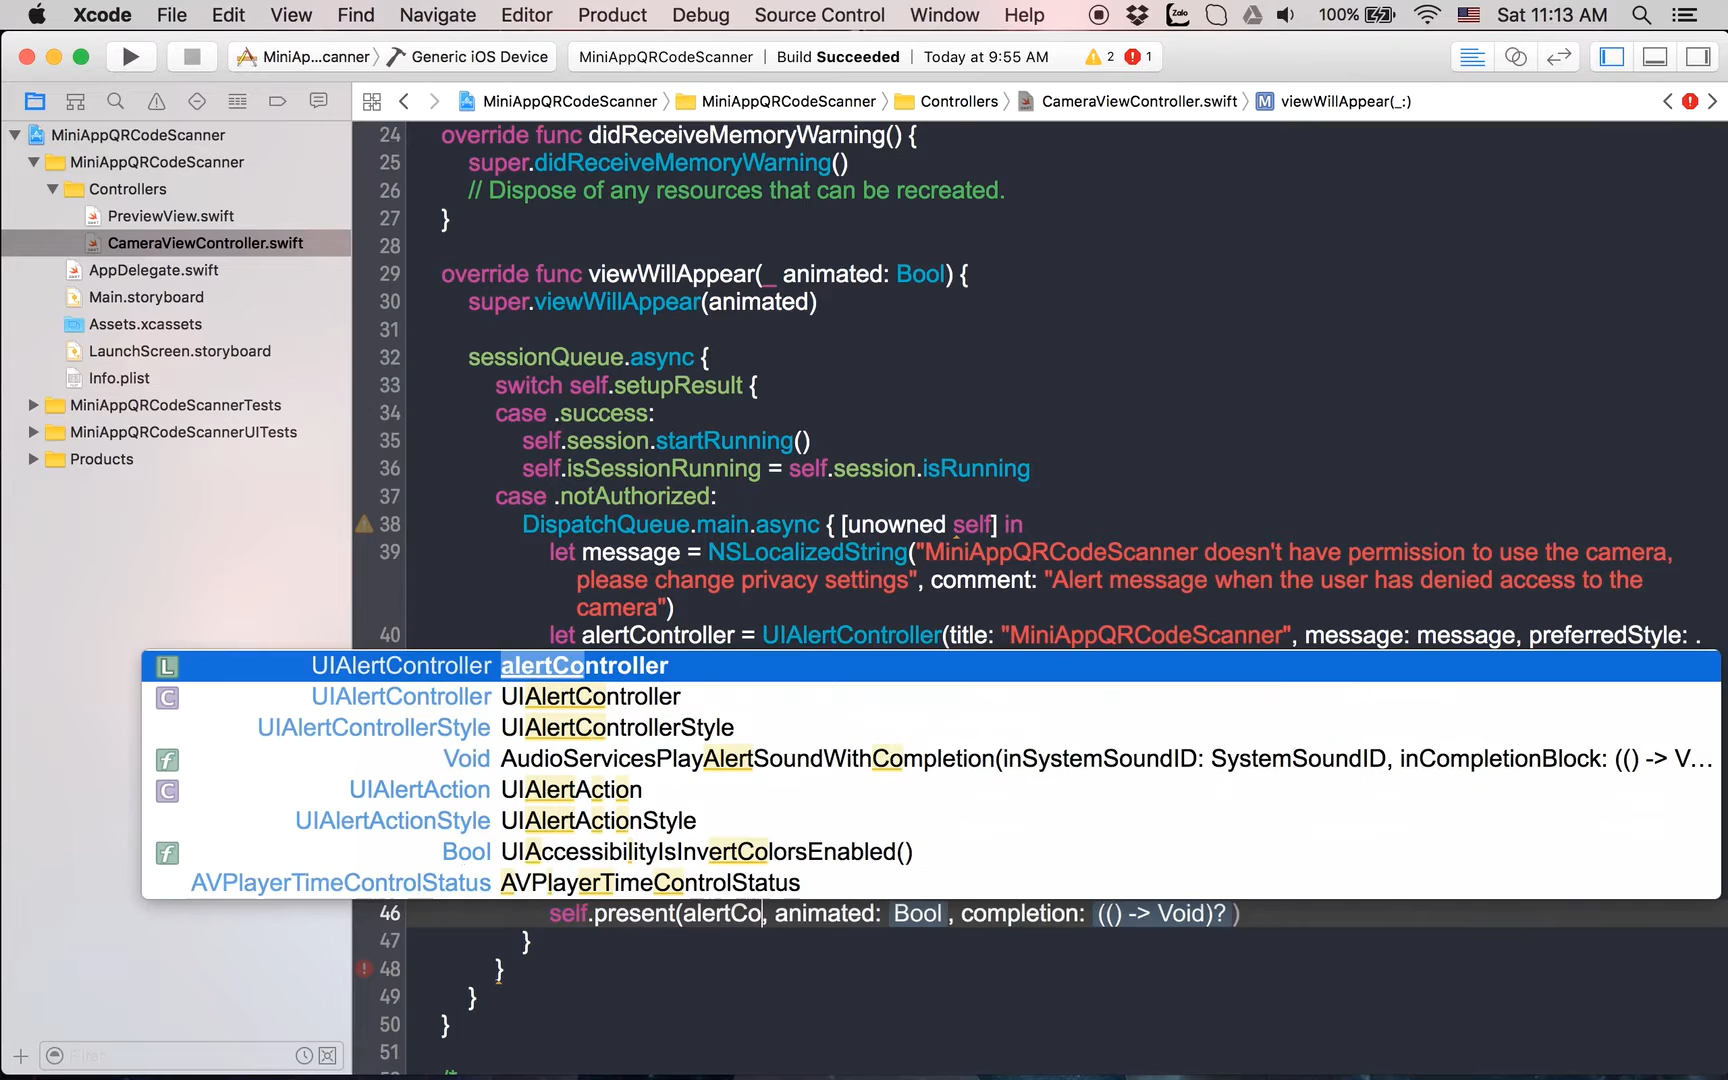 Xcode File Edit View Find Navigate Editor Product Debug Source Control Window Help Zalo 100% Sat 11:13 AM
MiniAp...canner Generic iOS Device MiniAppQRCodeScanner Build Succeeded Today at 9:55 AM 2 1
MiniAppQRCodeScanner MiniAppQRCodeScanner Controllers CameraViewController.swift M viewWillAppear(_:)
MiniAppQRCodeScanner
MiniAppQRCodeScanner
Controllers
PreviewView.swift
CameraViewController.swift
AppDelegate.swift
Main.storyboard
Assets.xcassets
LaunchScreen.storyboard
Info.plist
MiniAppQRCodeScannerTests
MiniAppQRCodeScannerUITests
Products
Filter
24 override func didReceiveMemoryWarning() {
25 super.didReceiveMemoryWarning()
26 // Dispose of any resources that can be recreated.
27 }
28
29 override func viewWillAppear(_ animated: Bool) {
30 super.viewWillAppear(animated)
31
32 sessionQueue.async {
33 switch self.setupResult {
34 case .success:
35 self.session.startRunning()
36 self.isSessionRunning = self.session.isRunning
37 case .notAuthorized:
38 DispatchQueue.main.async { [unowned self] in
39 let message = NSLocalizedString("MiniAppQRCodeScanner doesn't have permission to use the camera,
please change privacy settings", comment: "Alert message when the user has denied access to the
camera")
40 let alertController = UIAlertController(title: "MiniAppQRCodeScanner", message: message, preferredStyle: .
L UIAlertController alertController
C UIAlertController UIAlertController
UIAlertControllerStyle UIAlertControllerStyle
f Void AudioServicesPlayAlertSoundWithCompletion(inSystemSoundID: SystemSoundID, inCompletionBlock: (() -> V...
C UIAlertAction UIAlertAction
UIAlertActionStyle UIAlertActionStyle
f Bool UIAccessibilityIsInvertColorsEnabled()
AVPlayerTimeControlStatus AVPlayerTimeControlStatus
46 self.present(alertCo, animated: Bool, completion: (() -> Void)?)
47 }
48 }
49 }
50 }
51